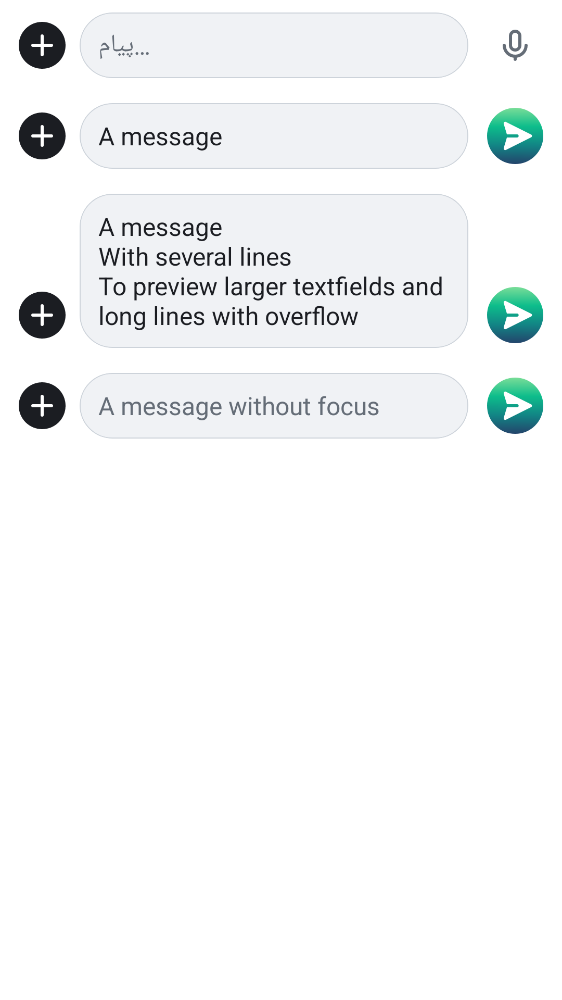 پیام…
A message
A message
With several lines
To preview larger textfields and
long lines with overflow
A message without focus